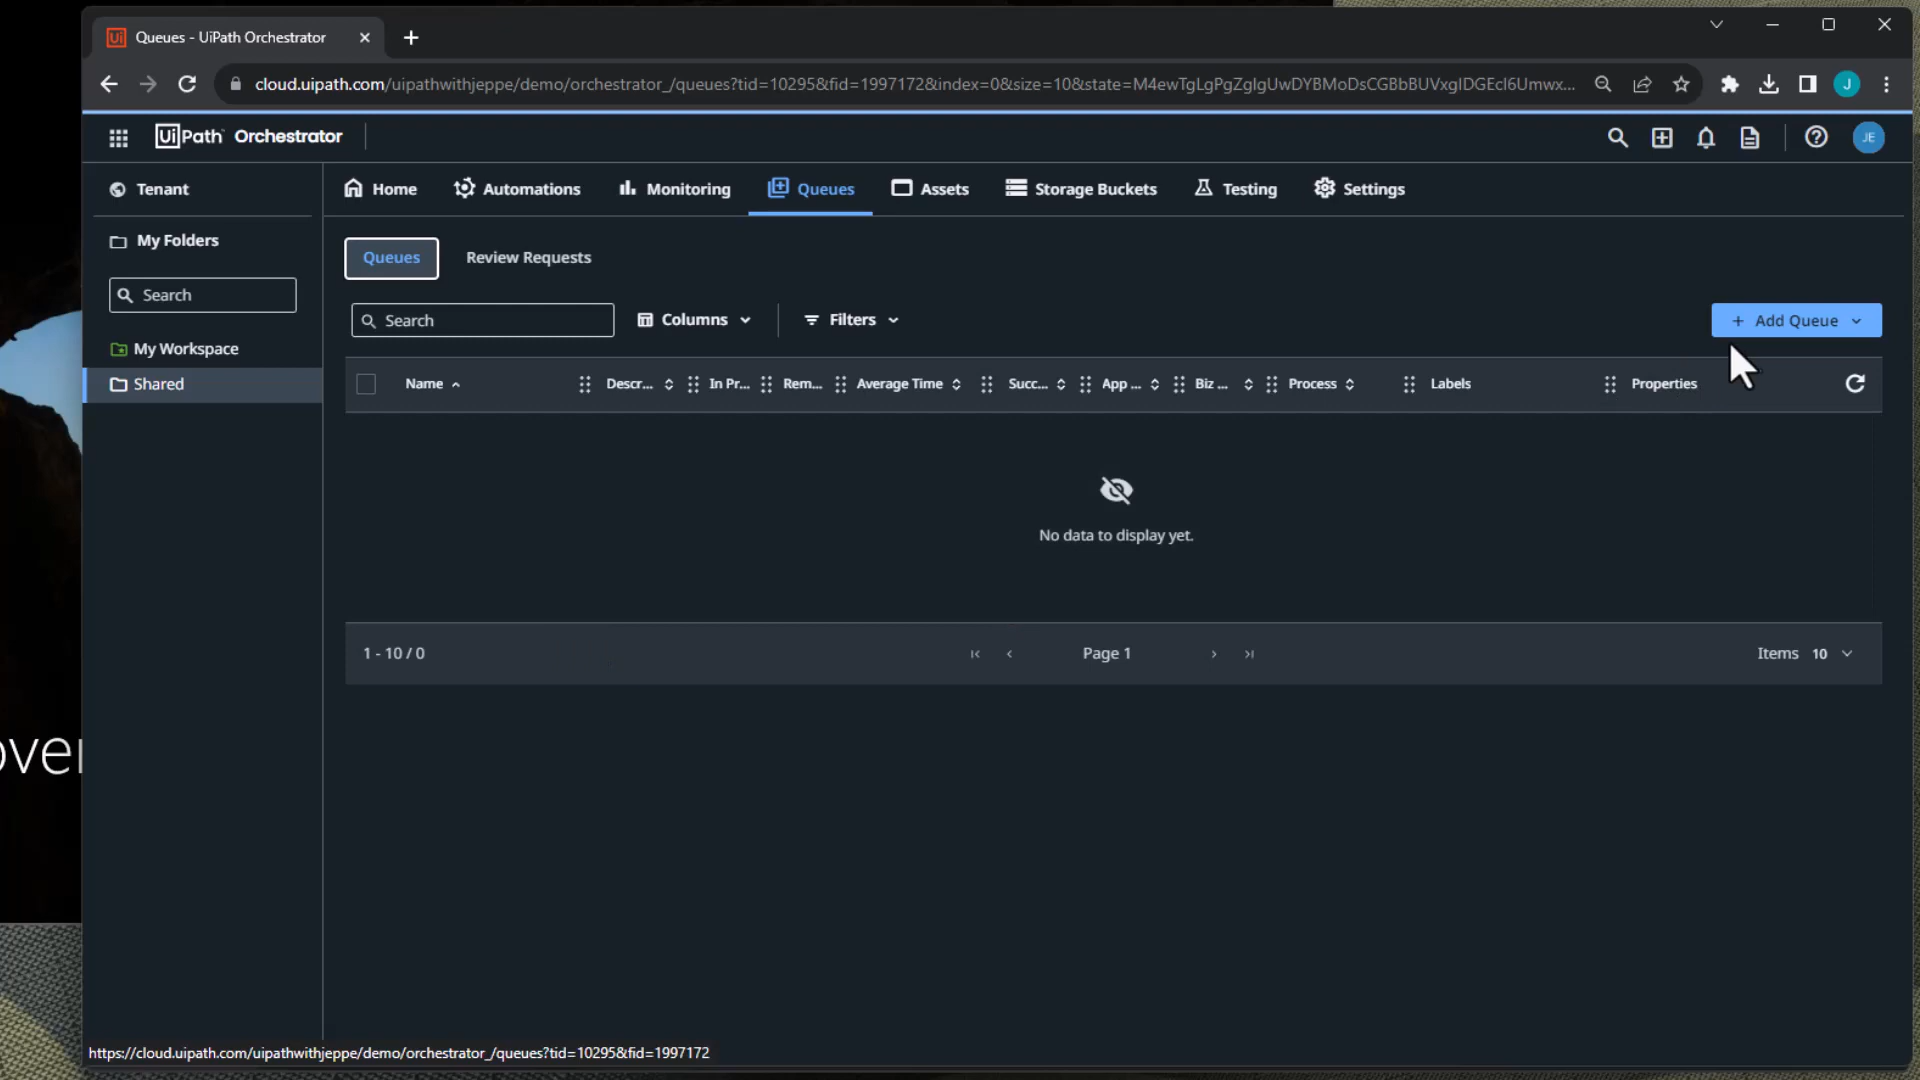 Queues - UiPath Orchestrator
cloud.uipath.com/uipathwithjeppe/demo/orchestrator_/queues?tid=10295&fid=1997172&index=0&size=10&state=M4ewTgLgPgZglgUwDYBMoDsCGBbBUVxgIDGEcl6Umwx...
J
UiPath Orchestrator
JE
Tenant
Home
Automations
Monitoring
Queues
Assets
Storage Buckets
Testing
Settings
My Folders
Search
My Workspace
Shared
Queues
Review Requests
Search
Columns
Filters
+ Add Queue
Name
Descr...
In Pr...
Rem...
Average Time
Succ...
App ...
Biz ...
Process
Labels
Properties
No data to display yet.
1 - 10 / 0
Page 1
Items 10
over
https://cloud.uipath.com/uipathwithjeppe/demo/orchestrator_/queues?tid=10295&fid=1997172